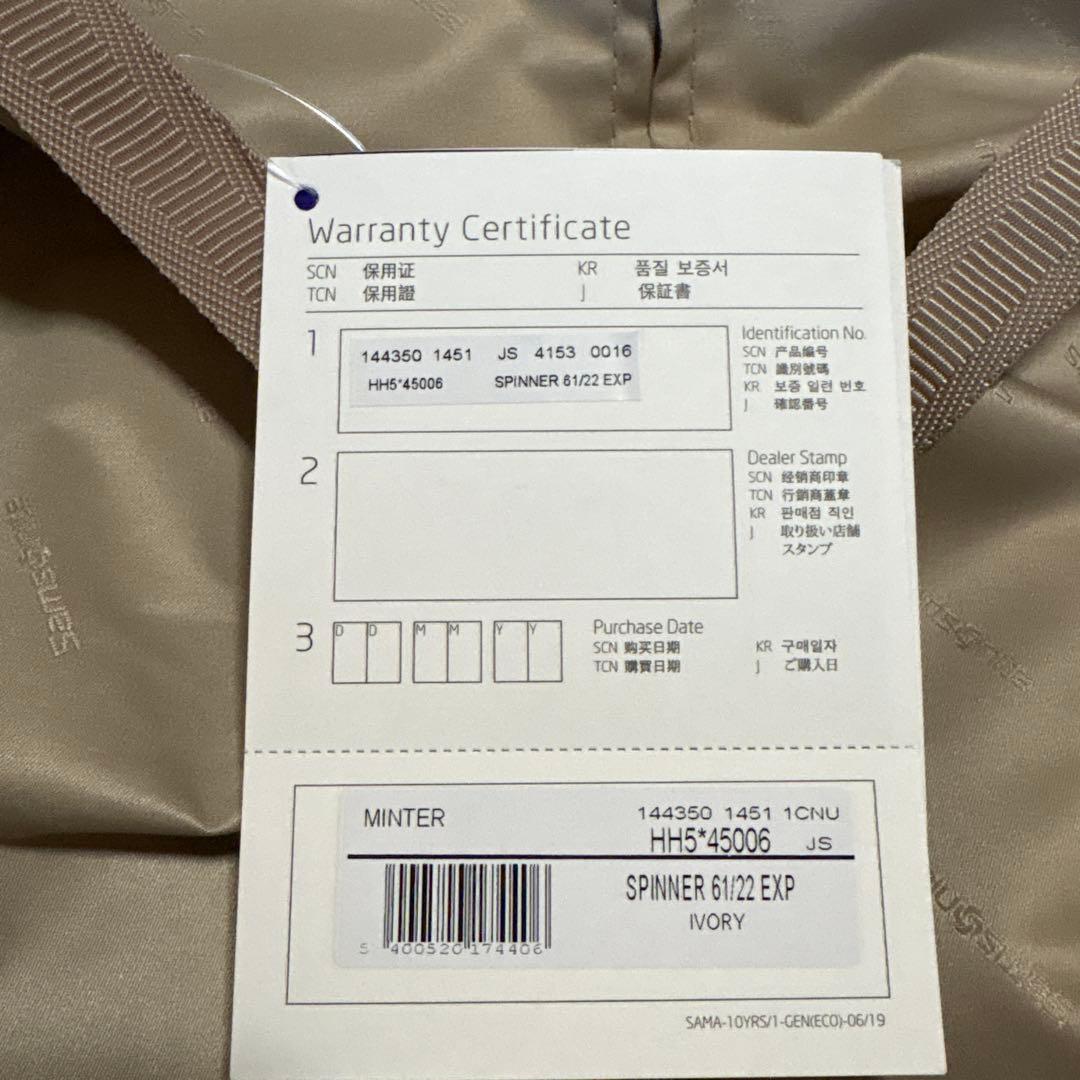 Warranty Certificate
SCN 保用证 KR 품질 보증서
TCN 保用證 J 保証書
1
144350 1451 JS 4153 0016
HH5*45006 SPINNER 61/22 EXP
Identification No.
SCN 产品编号
TCN 識別號碼
KR 보증 일련 번호
J 確認番号
2
Dealer Stamp
SCN 经销商印章
TCN 行銷商蓋章
KR 판매점 직인
J 取り扱い店舗
スタンプ
3
D D M M Y Y
Purchase Date
SCN 购买日期 KR 구매일자
TCN 購買日期 J ご購入日
MINTER 144350 1451 1CNU
HH5*45006 JS
SPINNER 61/22 EXP
IVORY
5 400520 174406
SAMA-10YRS/1-GEN(ECO)-06/19
Samsonite
Samsonite
Samsonite